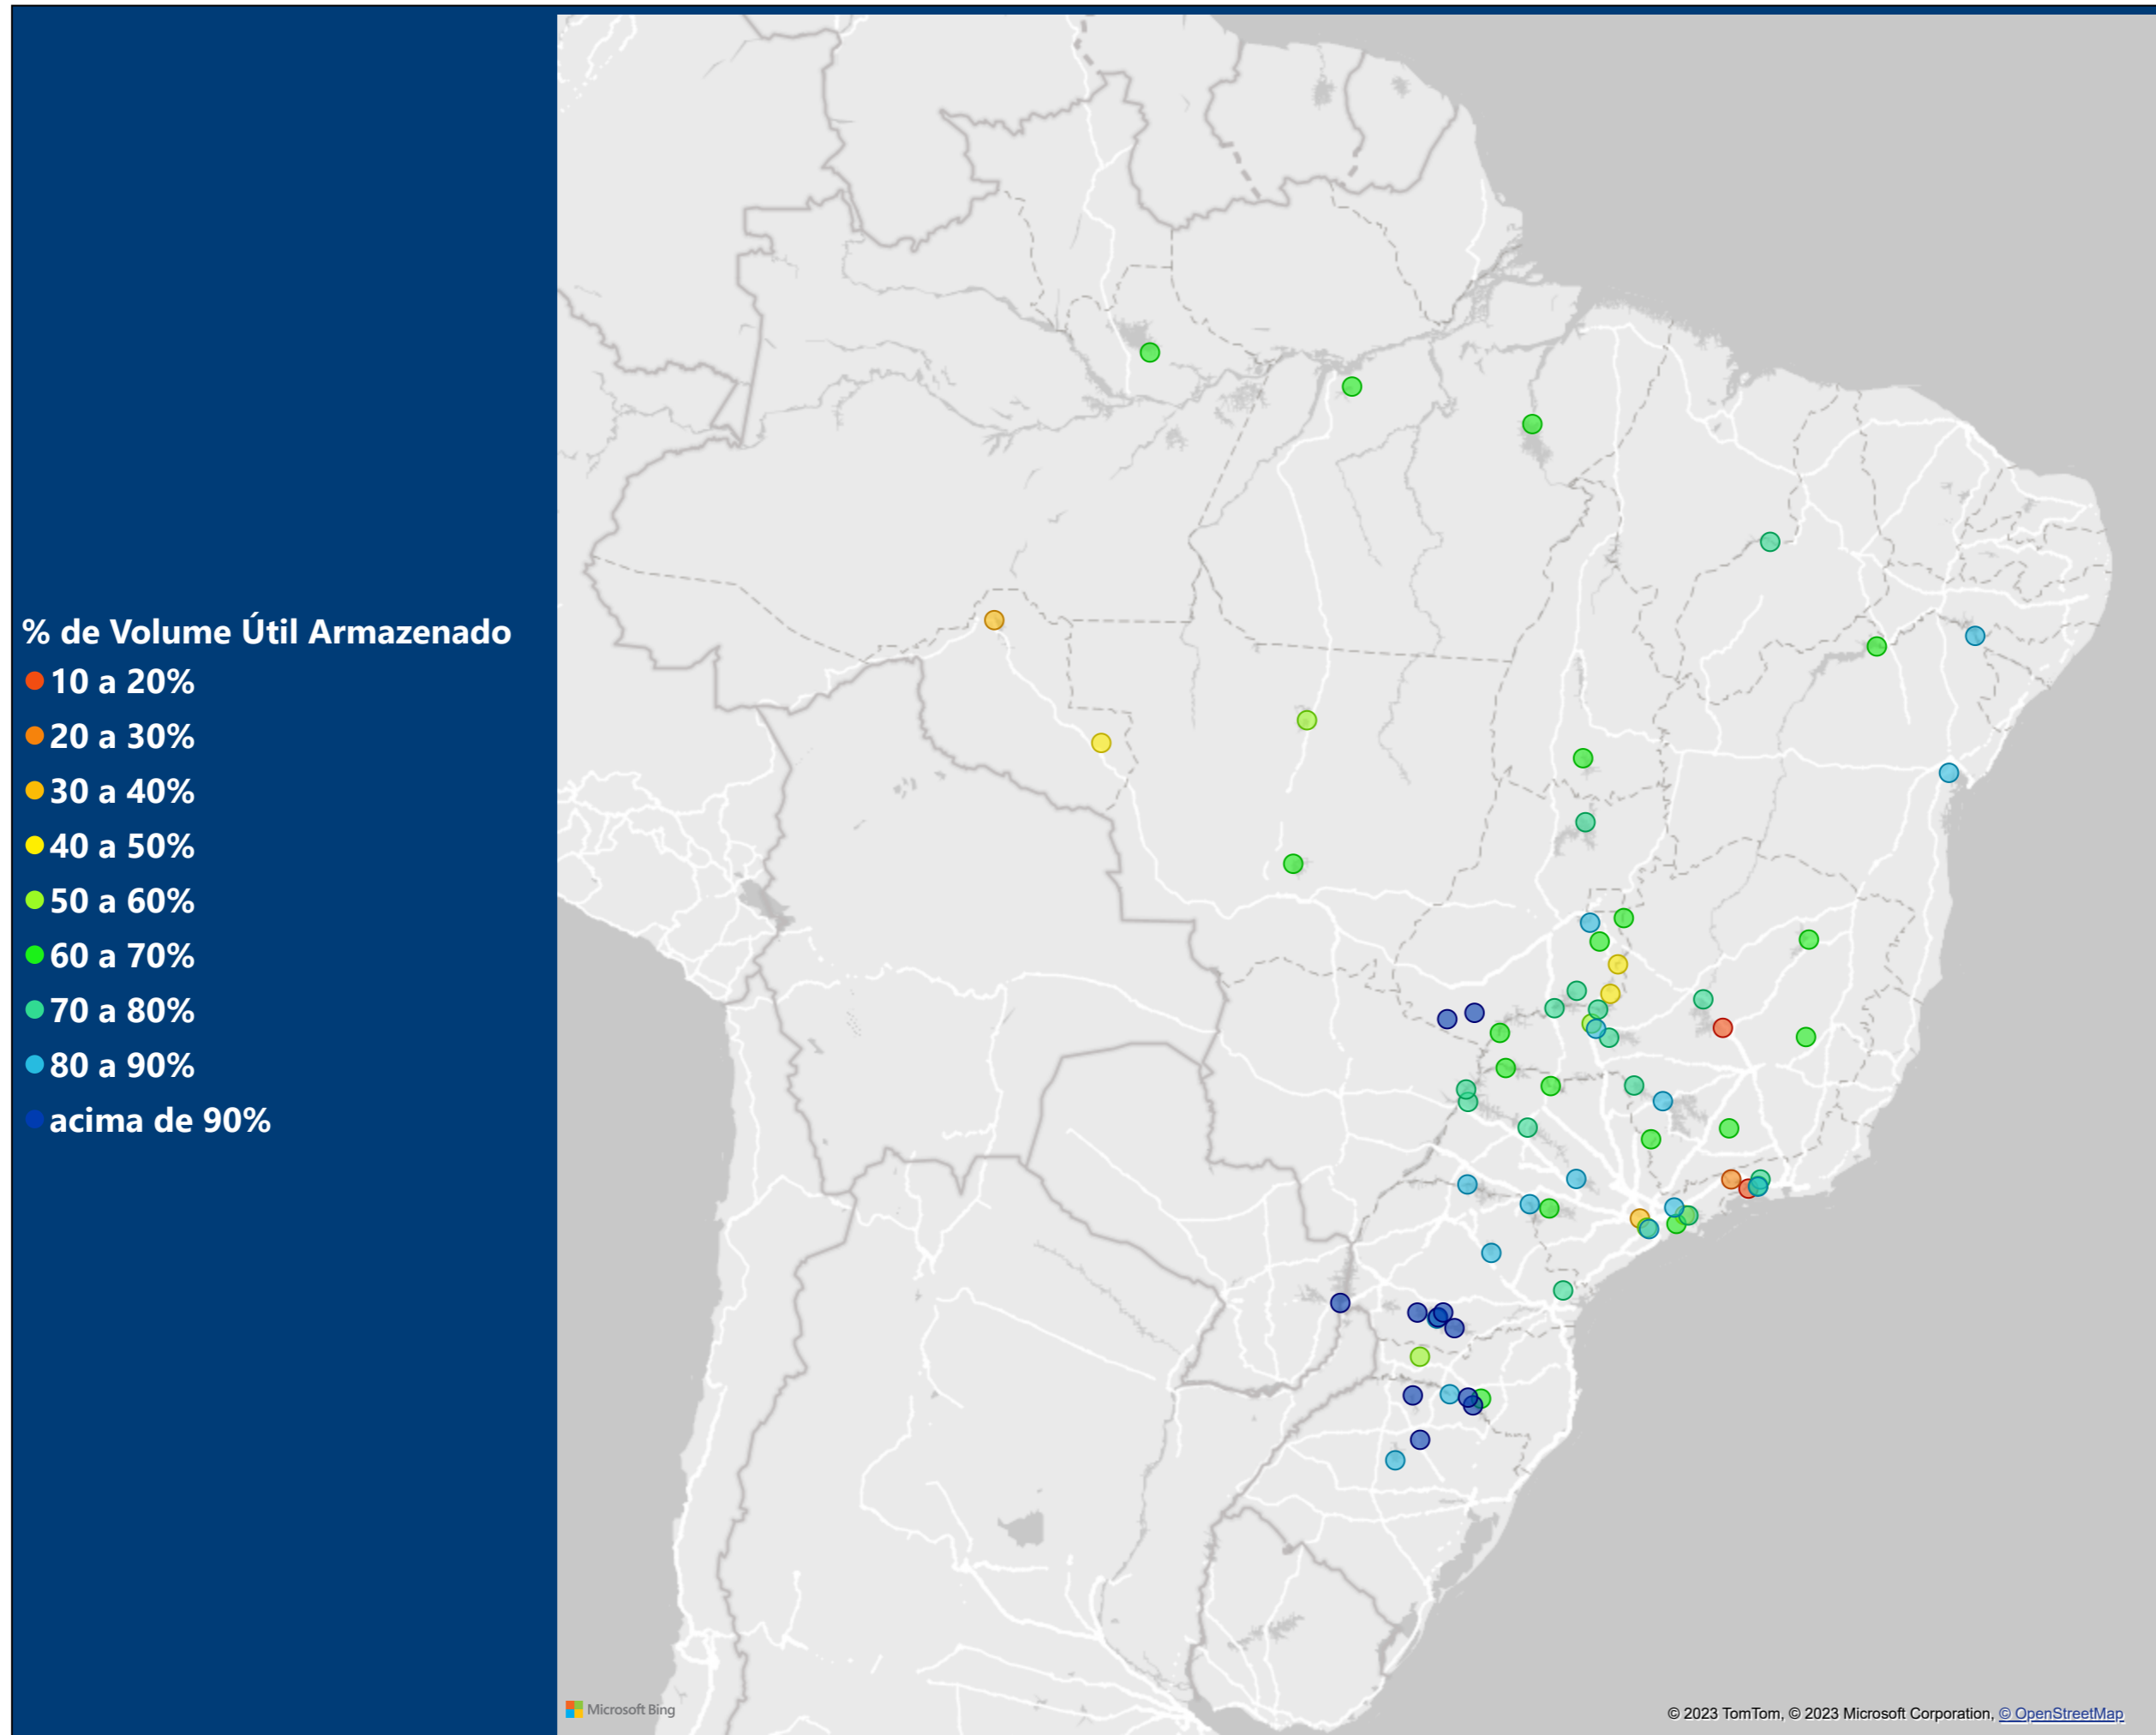 % de Volume Útil Armazenado
10 a 20%
20 a 30%
30 a 40%
40 a 50%
50 a 60%
60 a 70%
70 a 80%
80 a 90%
acima de 90%
Microsoft Bing
© 2023 TomTom, © 2023 Microsoft Corporation, © OpenStreetMap